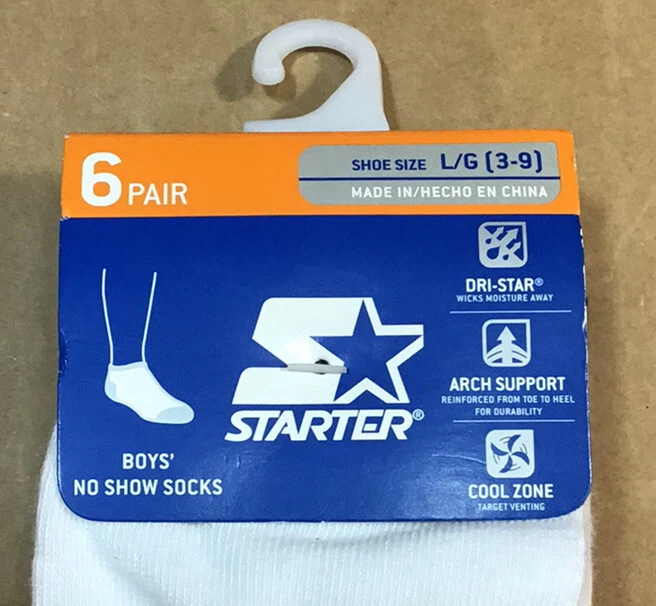 6 PAIR
SHOE SIZE L/G (3-9)
MADE IN/HECHO EN CHINA
DRI-STAR®
WICKS MOISTURE AWAY
ARCH SUPPORT
REINFORCED FROM TOE TO HEEL
FOR DURABILITY
COOL ZONE
TARGET VENTING
STARTER®
BOYS'
NO SHOW SOCKS